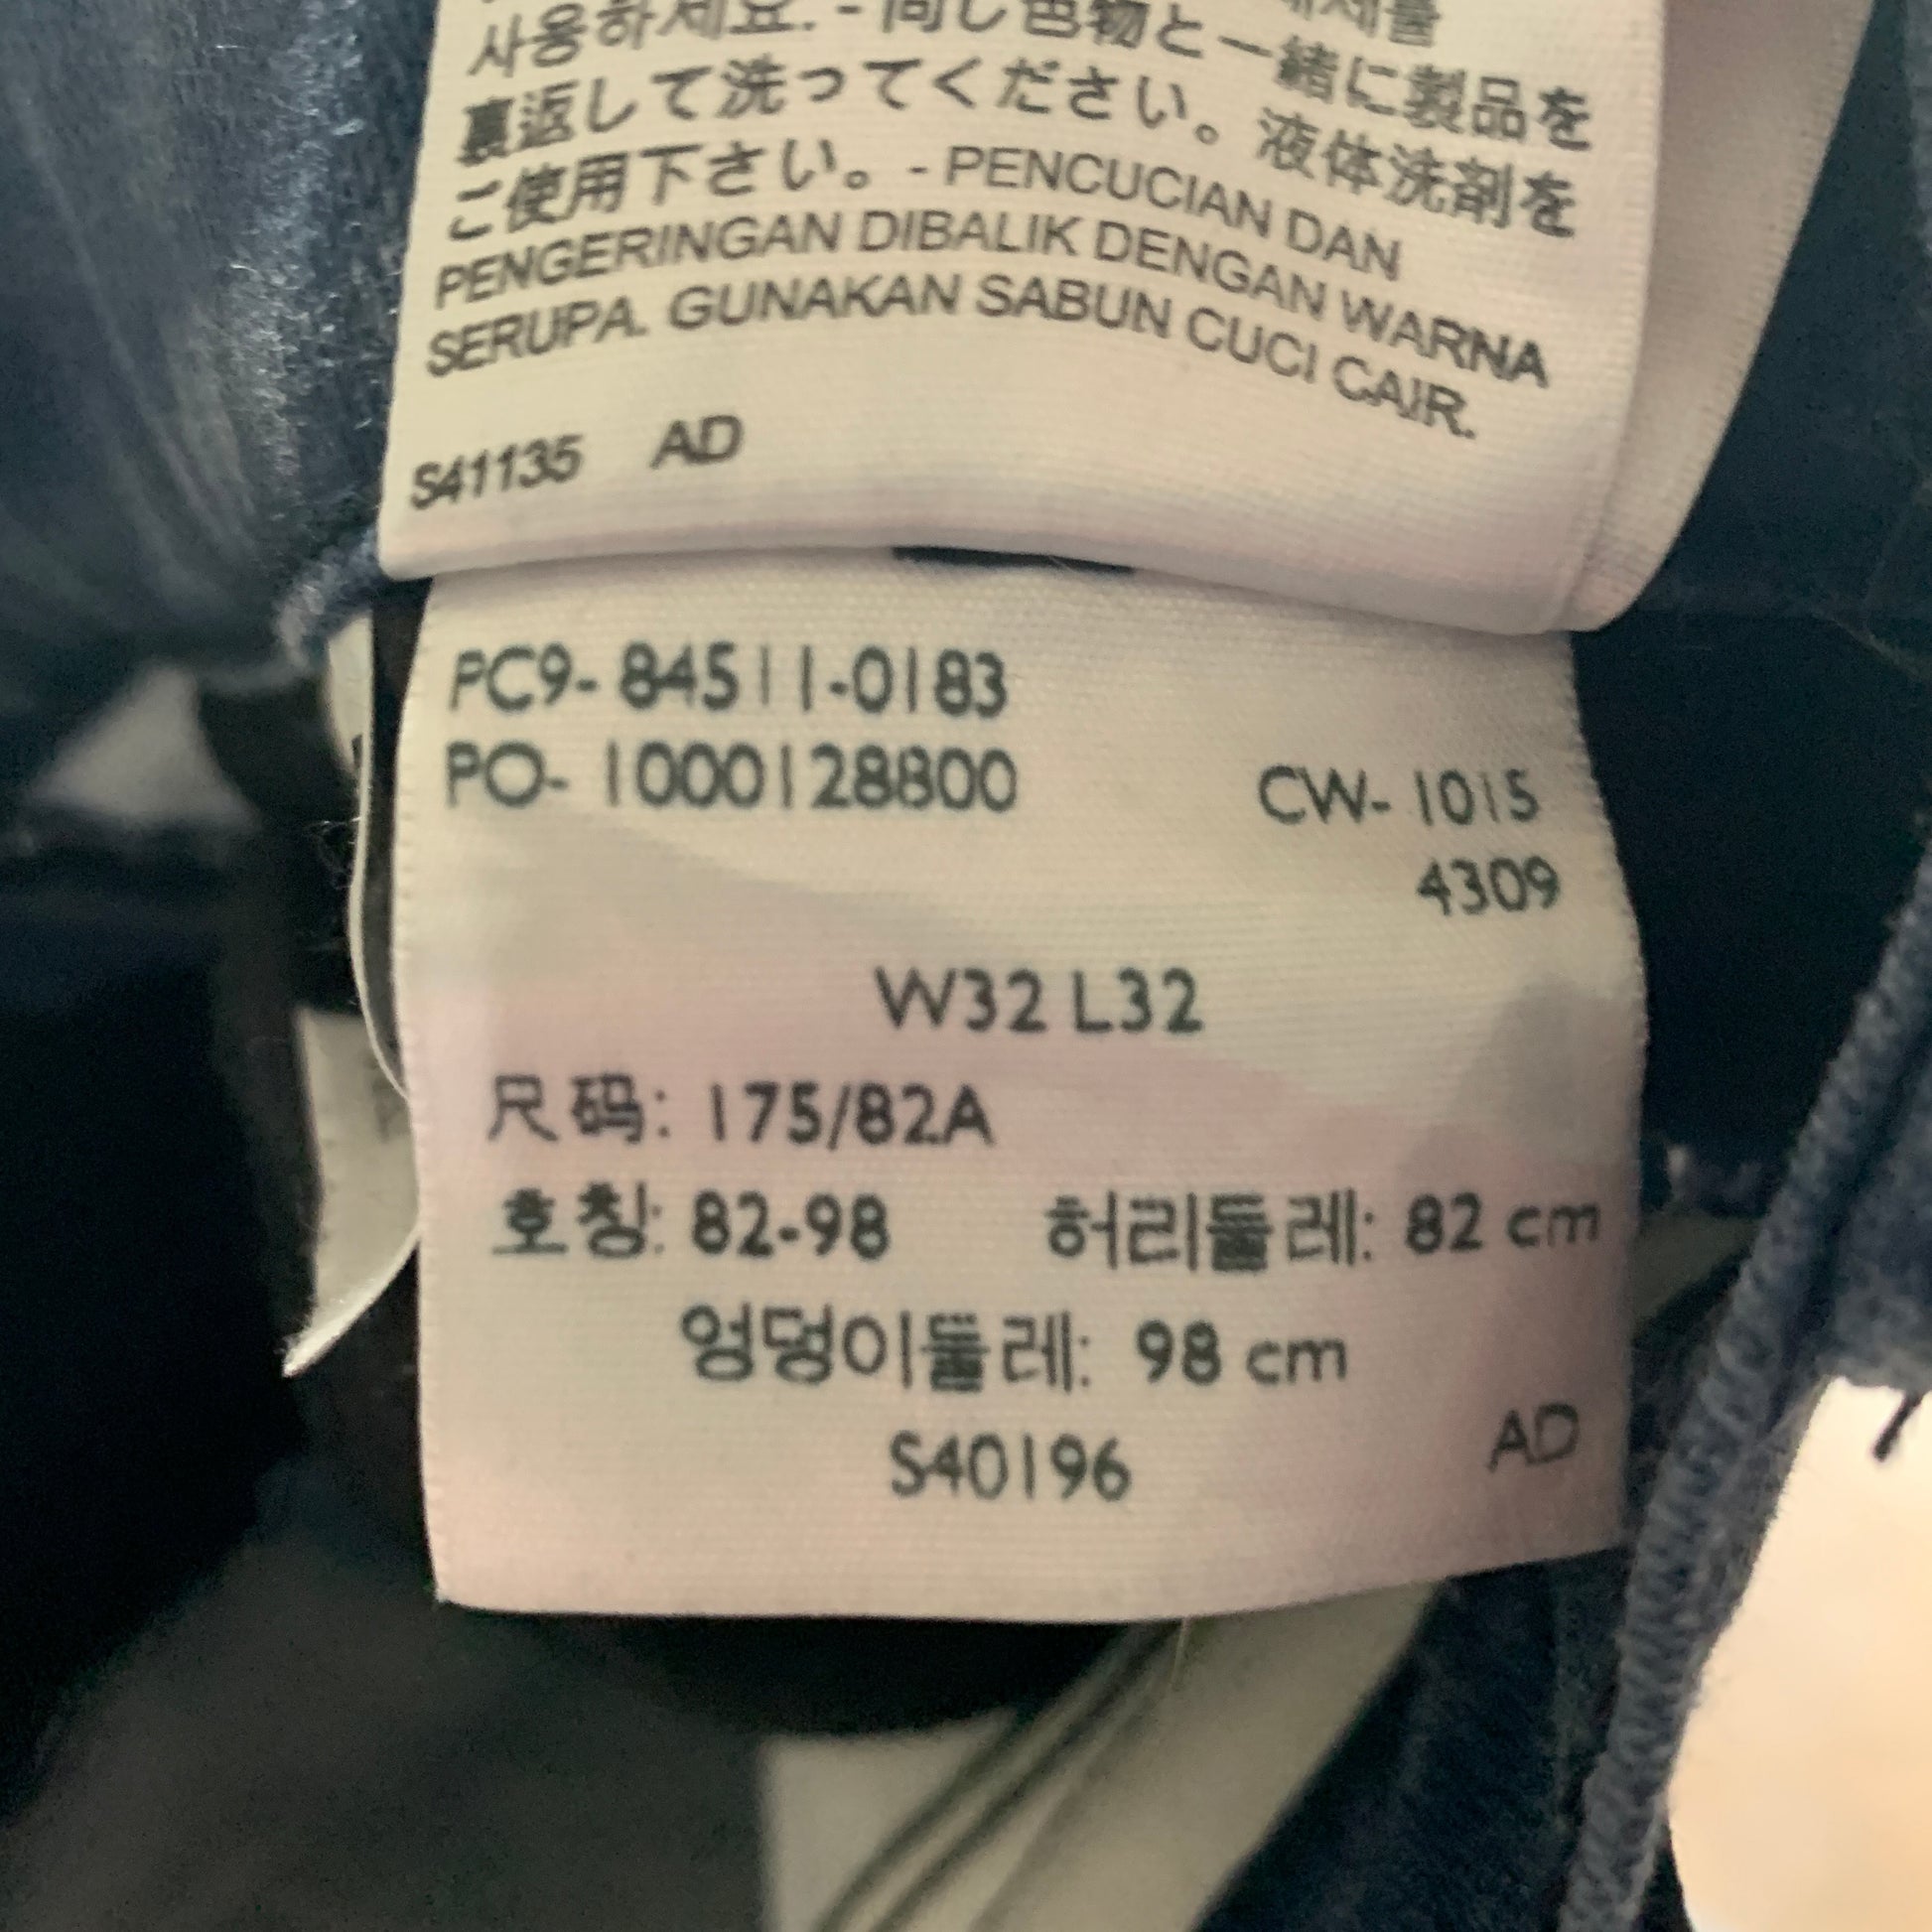 사용하세요. - 同じ色物と一緒に製品を
裏返して洗ってください。液体洗剤を
ご使用下さい。- PENCUCIAN DAN
PENGERINGAN DIBALIK DENGAN WARNA
SERUPA. GUNAKAN SABUN CUCI CAIR.
S41135 AD
PC9- 84511-0183
PO- 1000128800 CW- 1015
4309
W32 L32
尺码: 175/82A
호칭: 82-98 허리둘레: 82 cm
엉덩이둘레: 98 cm
S40196 AD